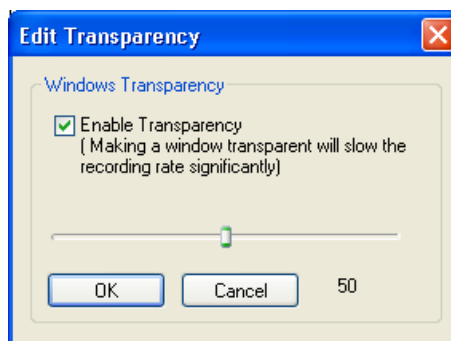 Edit Transparency
Windows Transparency
Enable Transparency
( Making a window transparent will slow the
recording rate significantly)
OK Cancel 50